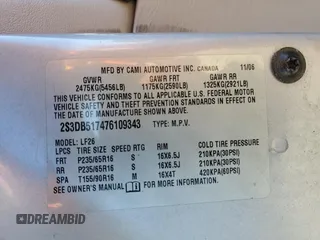 MFD BY CAMI AUTOMOTIVE INC. CANADA 11/06
GVWR GAWR FRT GAWR RR
2475KG(5456LB) 1175KG(2590LB) 1325KG(2921LB)
THIS VEHICLE CONFORMS TO ALL APPLICABLE U.S. FEDERAL MOTOR
VEHICLE SAFETY AND THEFT PREVENTION STANDARDS IN EFFECT
ON THE DATE OF MANUFACTURE SHOWN ABOVE.
2S3DB517476109343 TYPE: M.P.V.
MODEL: LF26
LPCS TIRE SIZE SPEED RTG RIM COLD TIRE PRESSURE
FRT P235/65R16 S 16X6.5J 210KPA(30PSI)
RR P235/65R16 S 16X6.5J 210KPA(30PSI)
SPA T155/90R16 M 16X4T 420KPA(60PSI)
SEE OWNER'S MANUAL FOR MORE INFORMATION
DREAMBID